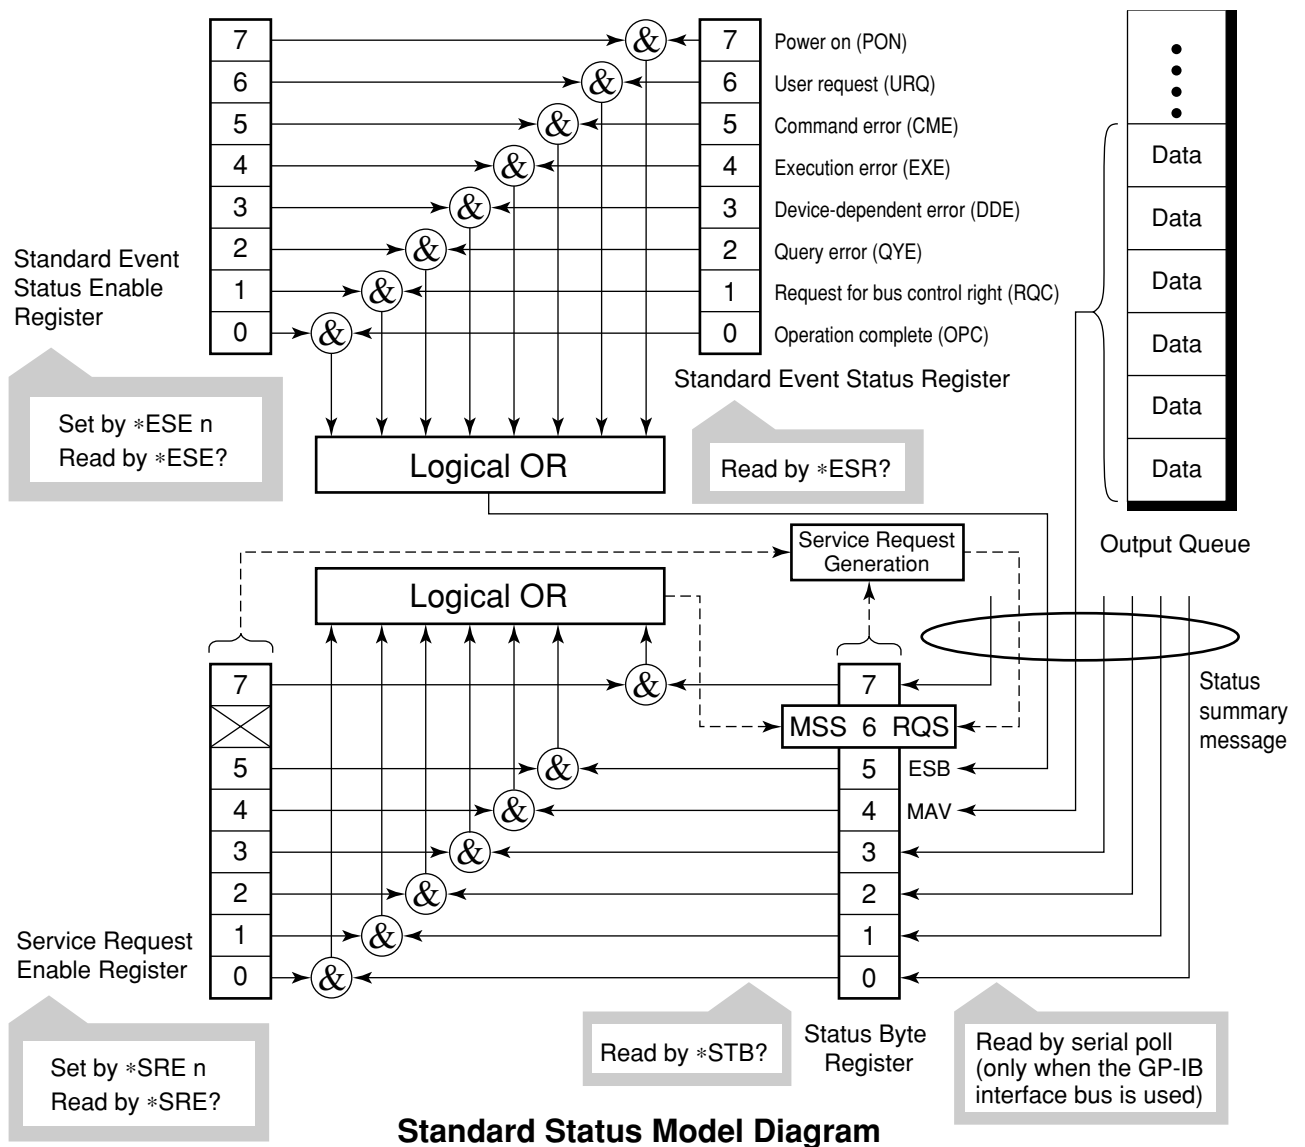 7
6
5
4
3
2
1
0
&
&
&
&
&
&
&
&
7 Power on (PON)
6 User request (URQ)
5 Command error (CME)
4 Execution error (EXE)
3 Device-dependent error (DDE)
2 Query error (QYE)
1 Request for bus control right (RQC)
0 Operation complete (OPC)
Standard Event
Status Enable
Register
Set by *ESE n
Read by *ESE?
Standard Event Status Register
Read by *ESR?
Logical OR
Data
Data
Data
Data
Data
Data
Output Queue
Service Request
Generation
Logical OR
7
5
4
3
2
1
0
&
&
&
&
&
&
&
7
MSS 6 RQS
5 ESB
4 MAV
3
2
1
0
Status
summary
message
Service Request
Enable Register
Set by *SRE n
Read by *SRE?
Read by *STB?
Status Byte
Register
Read by serial poll
(only when the GP-IB
interface bus is used)
Standard Status Model Diagram